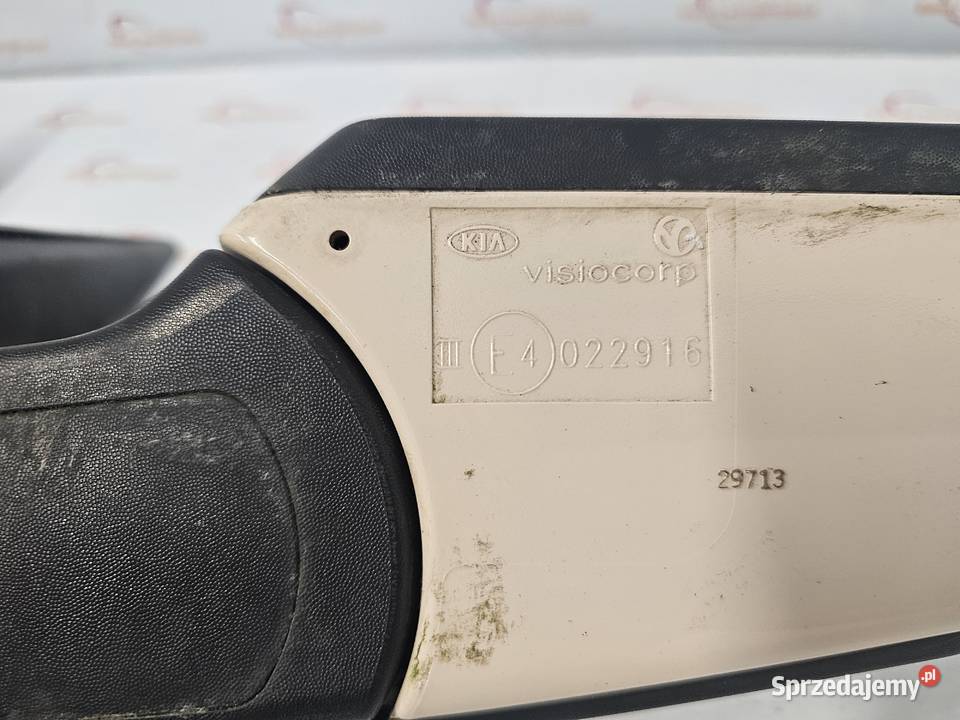 KIA
visiocorp
III E4 022916
29713
Sprzedajemy.pl